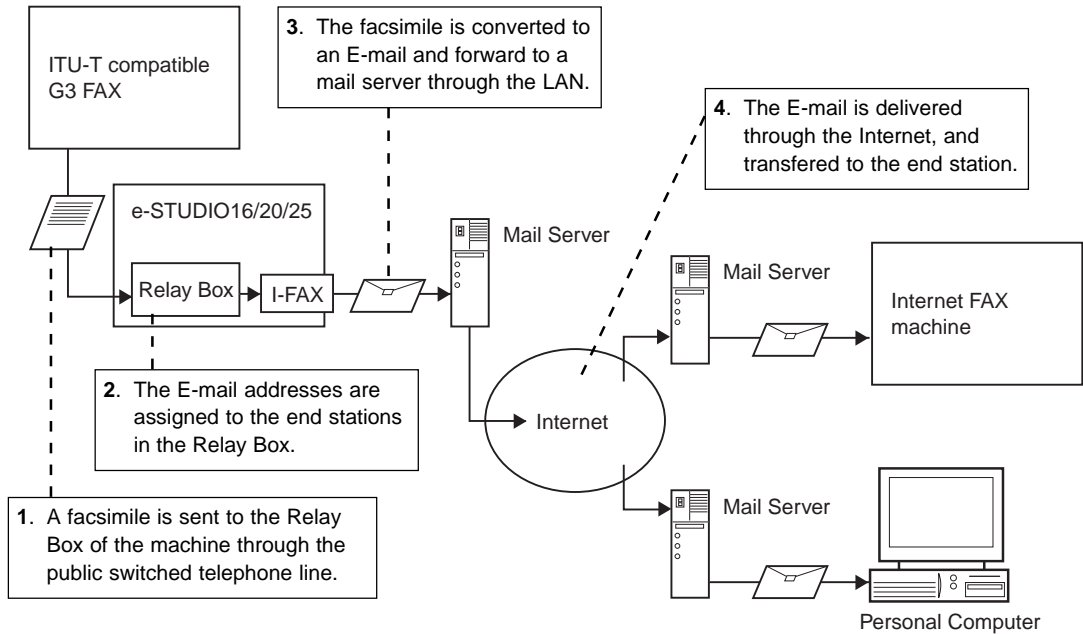 ITU-T compatible
G3 FAX
3. The facsimile is converted to
an E-mail and forward to a
mail server through the LAN.
4. The E-mail is delivered
through the Internet, and
transfered to the end station.
e-STUDIO16/20/25
Relay Box
I-FAX
Mail Server
Mail Server
Internet FAX
machine
2. The E-mail addresses are
assigned to the end stations
in the Relay Box.
Internet
1. A facsimile is sent to the Relay
Box of the machine through the
public switched telephone line.
Mail Server
Personal Computer